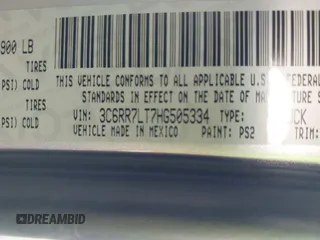 900 LB
TIRES
PSI) COLD
TIRES
PSI) COLD
THIS VEHICLE CONFORMS TO ALL APPLICABLE U.S. FEDERAL
STANDARDS IN EFFECT ON THE DATE OF MA
VIN: 3C6RR7LT7HG505334 TYPE: UCK
VEHICLE MADE IN MEXICO PAINT: PS2 TRIM:
DREAMBID